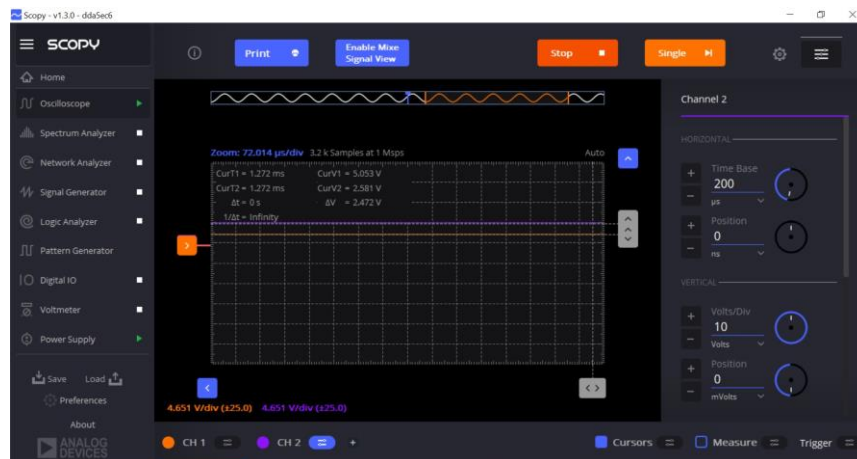 Scopy - v1.3.0 - dda5ec6
SCOPY
Home
Oscilloscope
Spectrum Analyzer
Network Analyzer
Signal Generator
Logic Analyzer
Pattern Generator
Digital IO
Voltmeter
Power Supply
Save Load
Preferences
About
ANALOG
DEVICES
Print
Enable Mixe
Signal View
Stop
Single
Zoom: 72.014 µs/div 3.2 k Samples at 1 Msps Auto
CurT1 = 1.272 ms CurV1 = 5.053 V
CurT2 = 1.272 ms CurV2 = 2.581 V
Δt = 0 s ΔV = 2.472 V
1/Δt = Infinity
4.651 V/div (±25.0) 4.651 V/div (±25.0)
CH 1 CH 2 +
Cursors Measure Trigger
Channel 2
HORIZONTAL
Time Base
200
µs
Position
0
ns
VERTICAL
Volts/Div
10
Volts
Position
0
mVolts